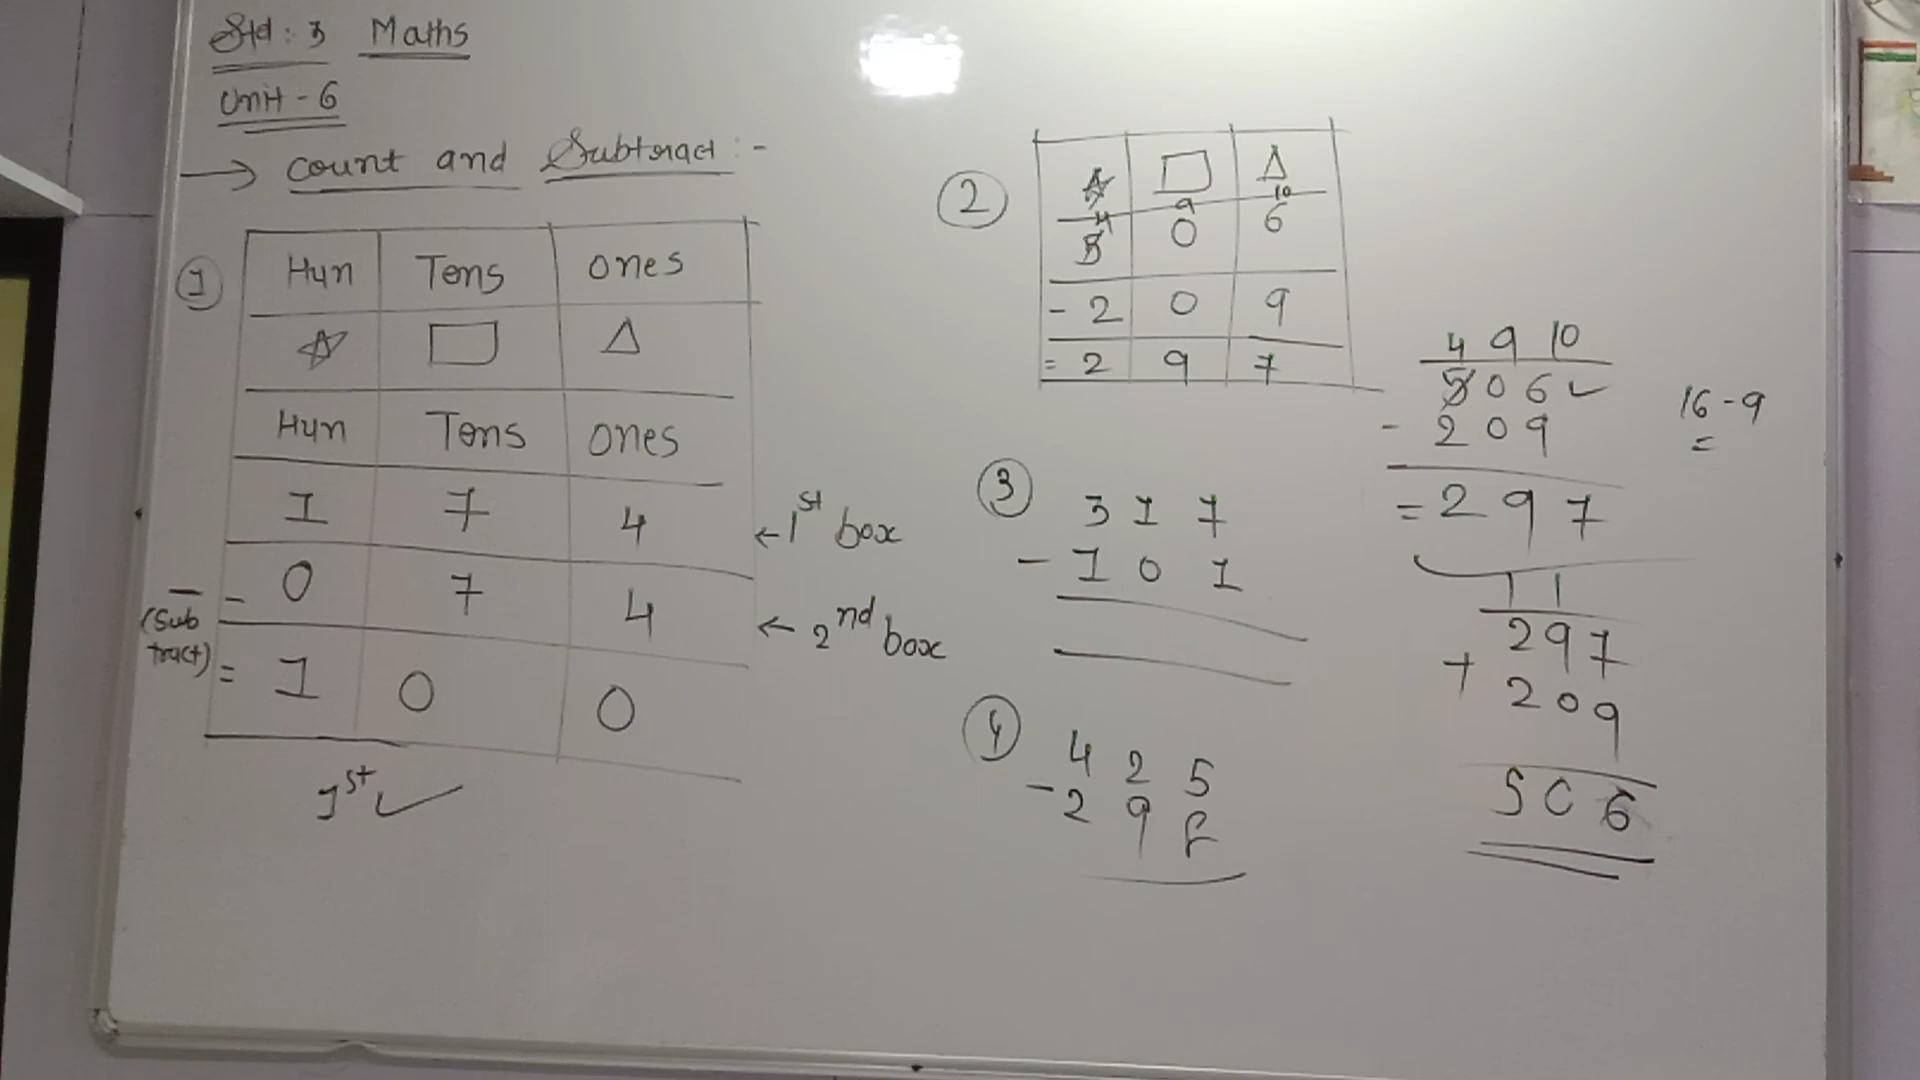 Std : 3 Maths
Unit - 6
→ Count and Subtract : -
1
Hun Tens Ones
☆ □ △
Hun Tens Ones
1 7 4 ← 1st box
- 0 7 4 ← 2nd box
- (Sub
tract)
= 1 0 0
1st ✓
2
☆ □ △
4 9 10
5 0 6
- 2 0 9
= 2 9 7
4 9 10
5 0 6 ✓
- 2 0 9
= 2 9 7
16 - 9
=
1 1
2 9 7
+ 2 0 9
5 0 6
3
3 1 7
- 1 0 1
4
4 2 5
- 2 9